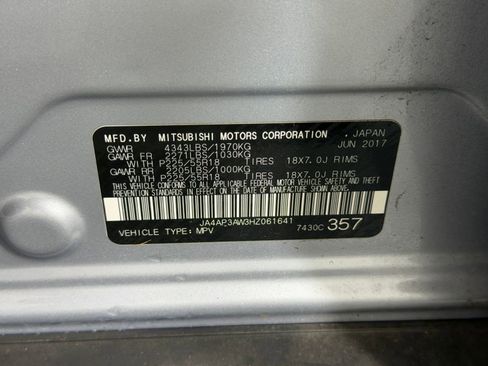 MFD.BY MITSUBISHI MOTORS CORPORATION . JAPAN
GVWR 4343LBS/1970KG JUN 2017
GAWR FR 2271LBS/1030KG
WITH P225/55R18 TIRES 18X7.0J RIMS
GAWR RR 2205LBS/1000KG
WITH P225/55R18 TIRES 18X7.0J RIMS
THIS VEHICLE CONFORMS TO ALL APPLICABLE FEDERAL MOTOR VEHICLE
SAFETY, BUMPER, AND THEFT PREVENTION STANDARDS IN EFFECT ON THE
DATE OF MANUFACTURE SHOWN ABOVE.
JA4AP3AW3HZ061641
VEHICLE TYPE: MPV 7430C 357